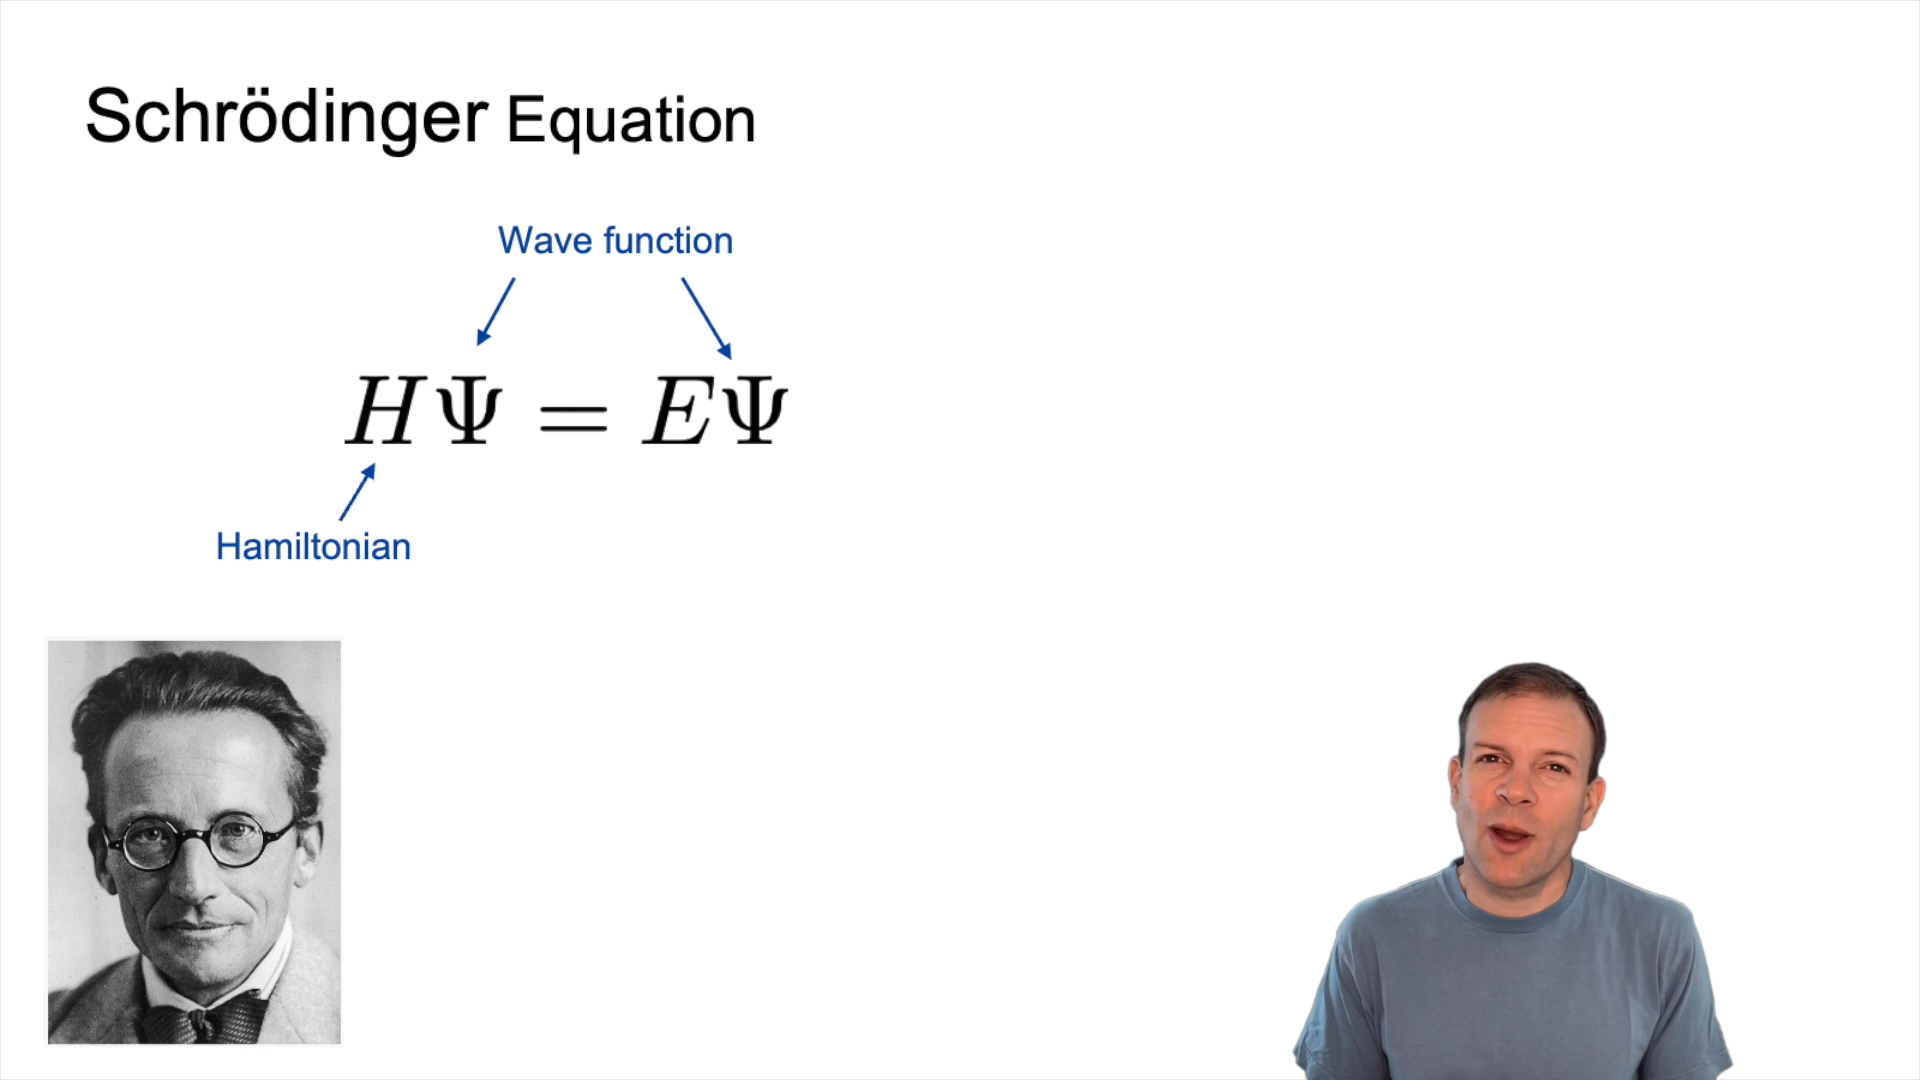 Schrödinger Equation
Wave function
HΨ = EΨ
Hamiltonian